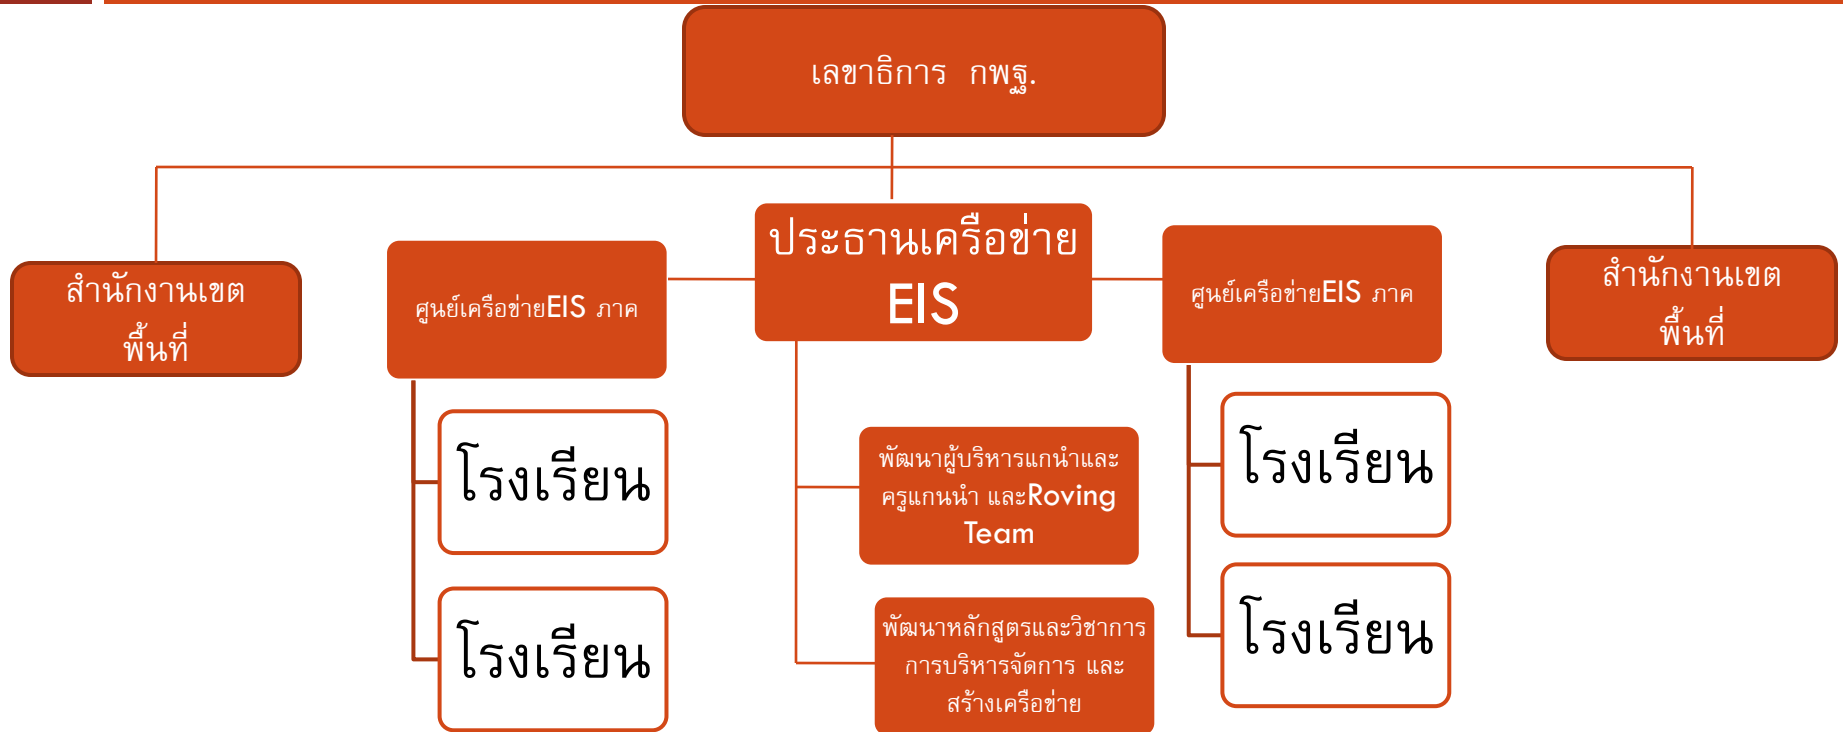 เลขาธิการ กพฐ.
ประธานเครือข่าย
EIS
สำนักงานเขต
พื้นที่
ศูนย์เครือข่ายEIS ภาค
ศูนย์เครือข่ายEIS ภาค
สำนักงานเขต
พื้นที่
โรงเรียน
โรงเรียน
พัฒนาผู้บริหารแกนำและ
ครูแกนนำ และRoving
Team
พัฒนาหลักสูตรและวิชาการ
การบริหารจัดการ และ
สร้างเครือข่าย
โรงเรียน
โรงเรียน